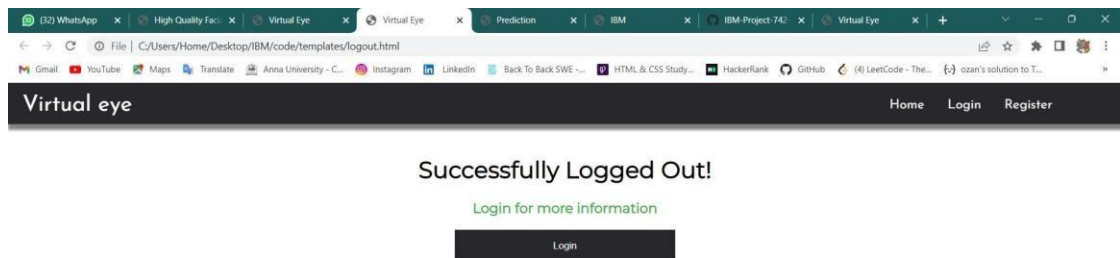 (32) WhatsApp High Quality Faci Virtual Eye Virtual Eye Prediction IBM IBM-Project-742 Virtual Eye
File C:/Users/Home/Desktop/IBM/code/templates/logout.html
Gmail YouTube Maps Translate Anna University - C... Instagram LinkedIn Back To Back SWE -... HTML & CSS Study... HackerRank GitHub (4) LeetCode - The... ozan's solution to T... »
Virtual eye Home Login Register
Successfully Logged Out!
Login for more information
Login